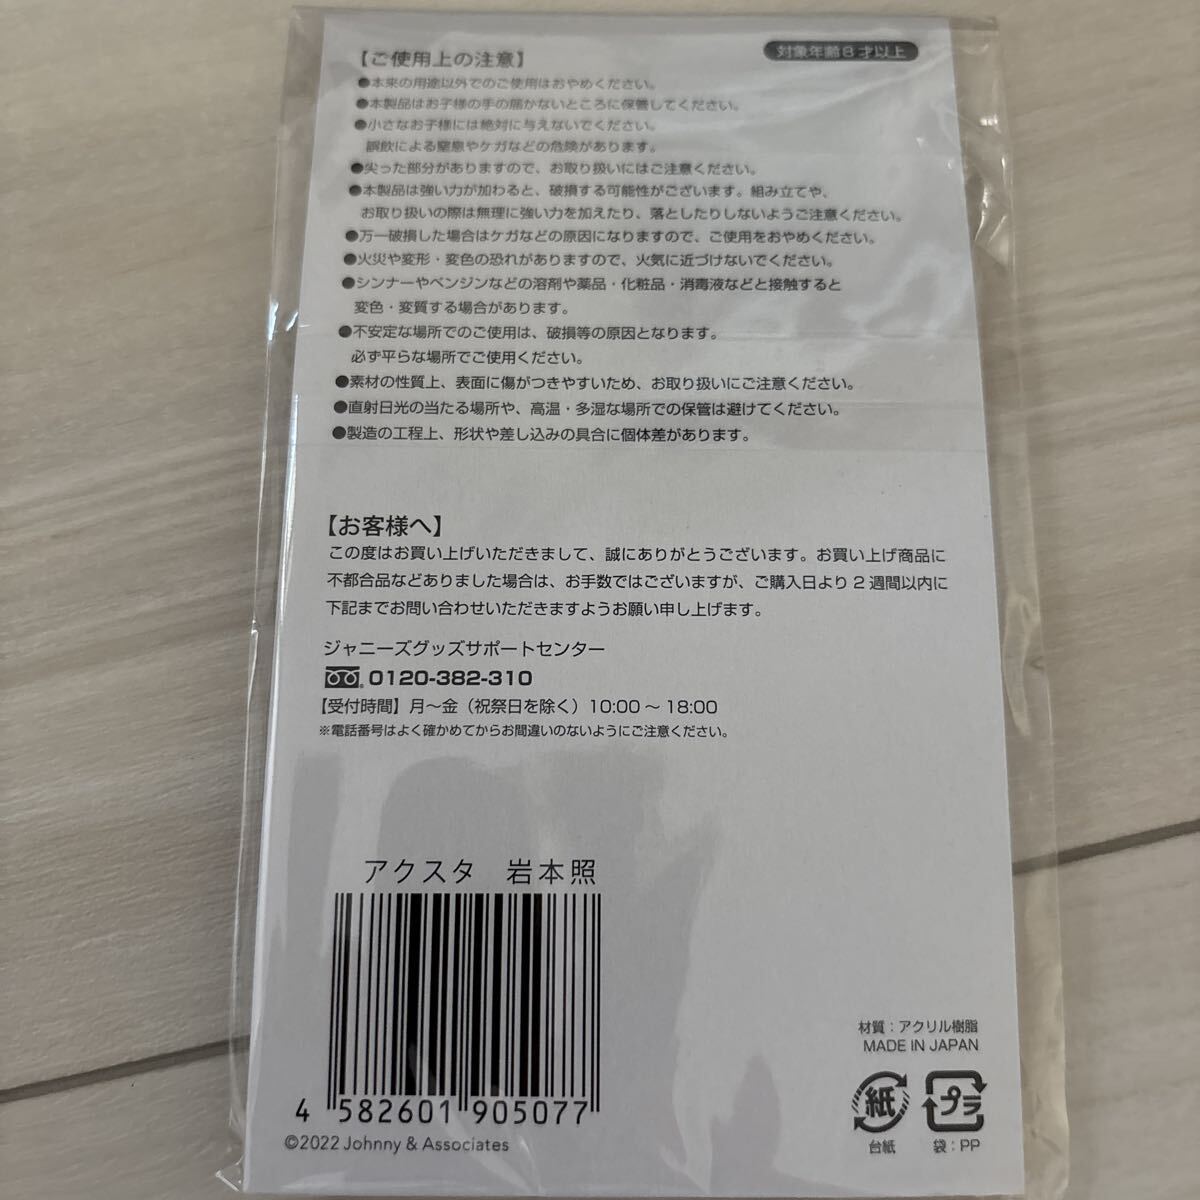 【ご使用上の注意】
対象年齢8才以上
●本来の用途以外でのご使用はおやめください。
●本製品はお子様の手の届かないところに保管してください。
●小さなお子様には絶対に与えないでください。
誤飲による窒息やケガなどの危険があります。
●尖った部分がありますので、お取り扱いにはご注意ください。
●本製品は強い力が加わると、破損する可能性がございます。組み立てや、
お取り扱いの際は無理に強い力を加えたり、落としたりしないようご注意ください。
●万一破損した場合はケガなどの原因になりますので、ご使用をおやめください。
●火災や変形・変色の恐れがありますので、火気に近づけないでください。
●シンナーやベンジンなどの溶剤や薬品・化粧品・消毒液などと接触すると
変色・変質する場合があります。
●不安定な場所でのご使用は、破損等の原因となります。
必ず平らな場所でご使用ください。
●素材の性質上、表面に傷がつきやすいため、お取り扱いにご注意ください。
●直射日光の当たる場所や、高温・多湿な場所での保管は避けてください。
●製造の工程上、形状や差し込みの具合に個体差があります。
【お客様へ】
この度はお買い上げいただきまして、誠にありがとうございます。お買い上げ商品に
不都合品などありました場合は、お手数ではございますが、ご購入日より2週間以内に
下記までお問い合わせいただきますようお願い申し上げます。
ジャニーズグッズサポートセンター
0120-382-310
【受付時間】月～金（祝祭日を除く）10:00～18:00
※電話番号はよく確かめてからお間違いのないようにご注意ください。
アクスタ 岩本照
4 582601 905077
©2022 Johnny & Associates
材質：アクリル樹脂
MADE IN JAPAN
紙
プラ
台紙
袋：PP